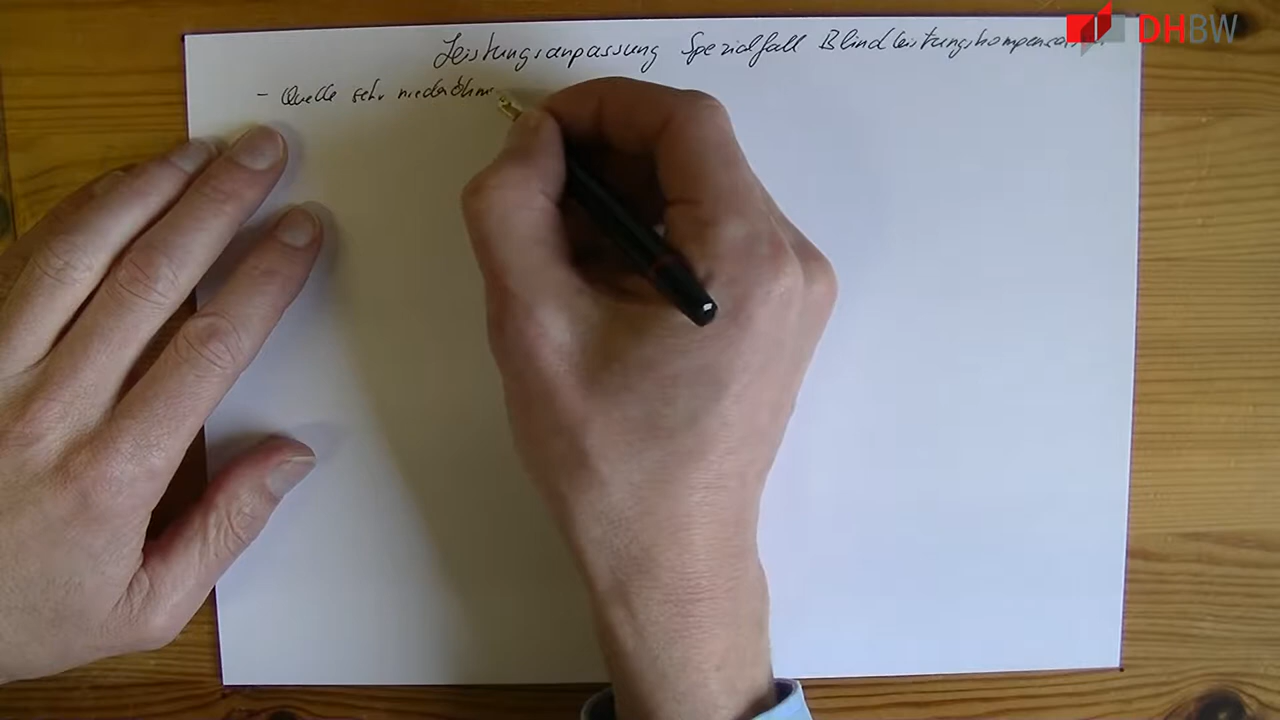 DHBW
Leistungsanpassung Spezialfall Blindleistungskompensation
- Quelle sehr niederohm